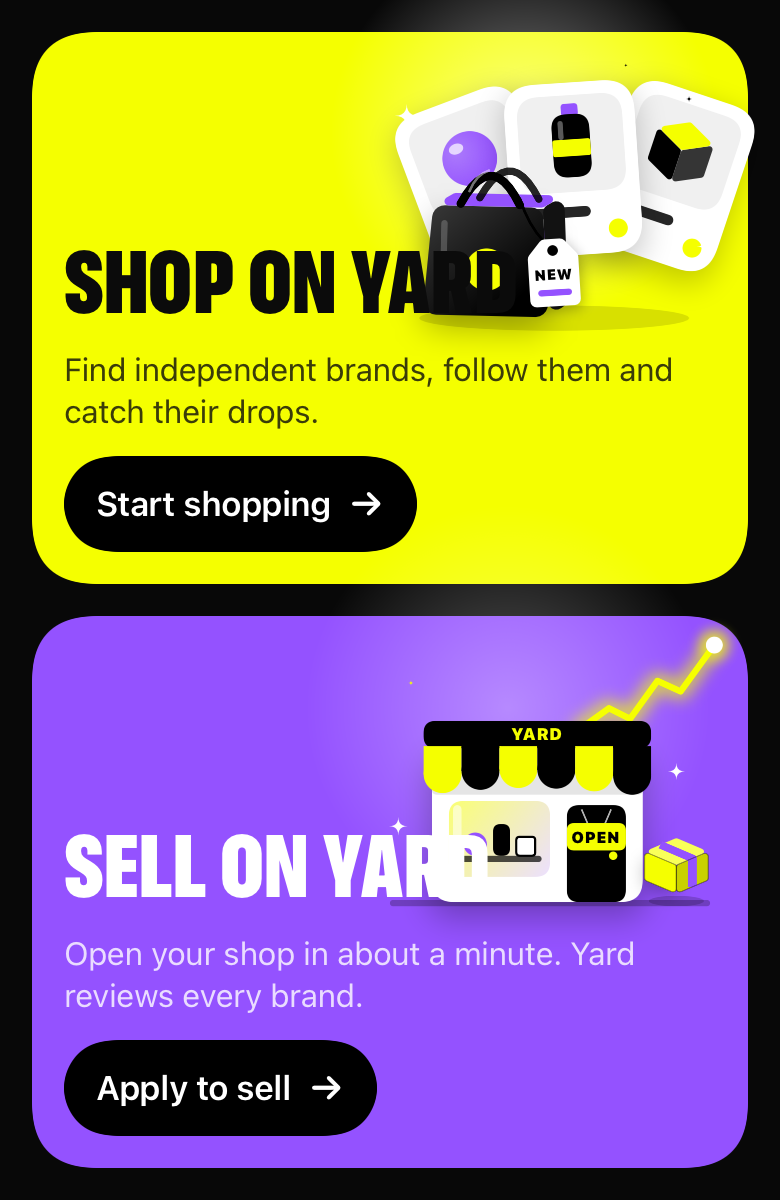 NEW
SHOP ON YARD
Find independent brands, follow them and
catch their drops.
Start shopping
YARD
OPEN
SELL ON YARD
Open your shop in about a minute. Yard
reviews every brand.
Apply to sell